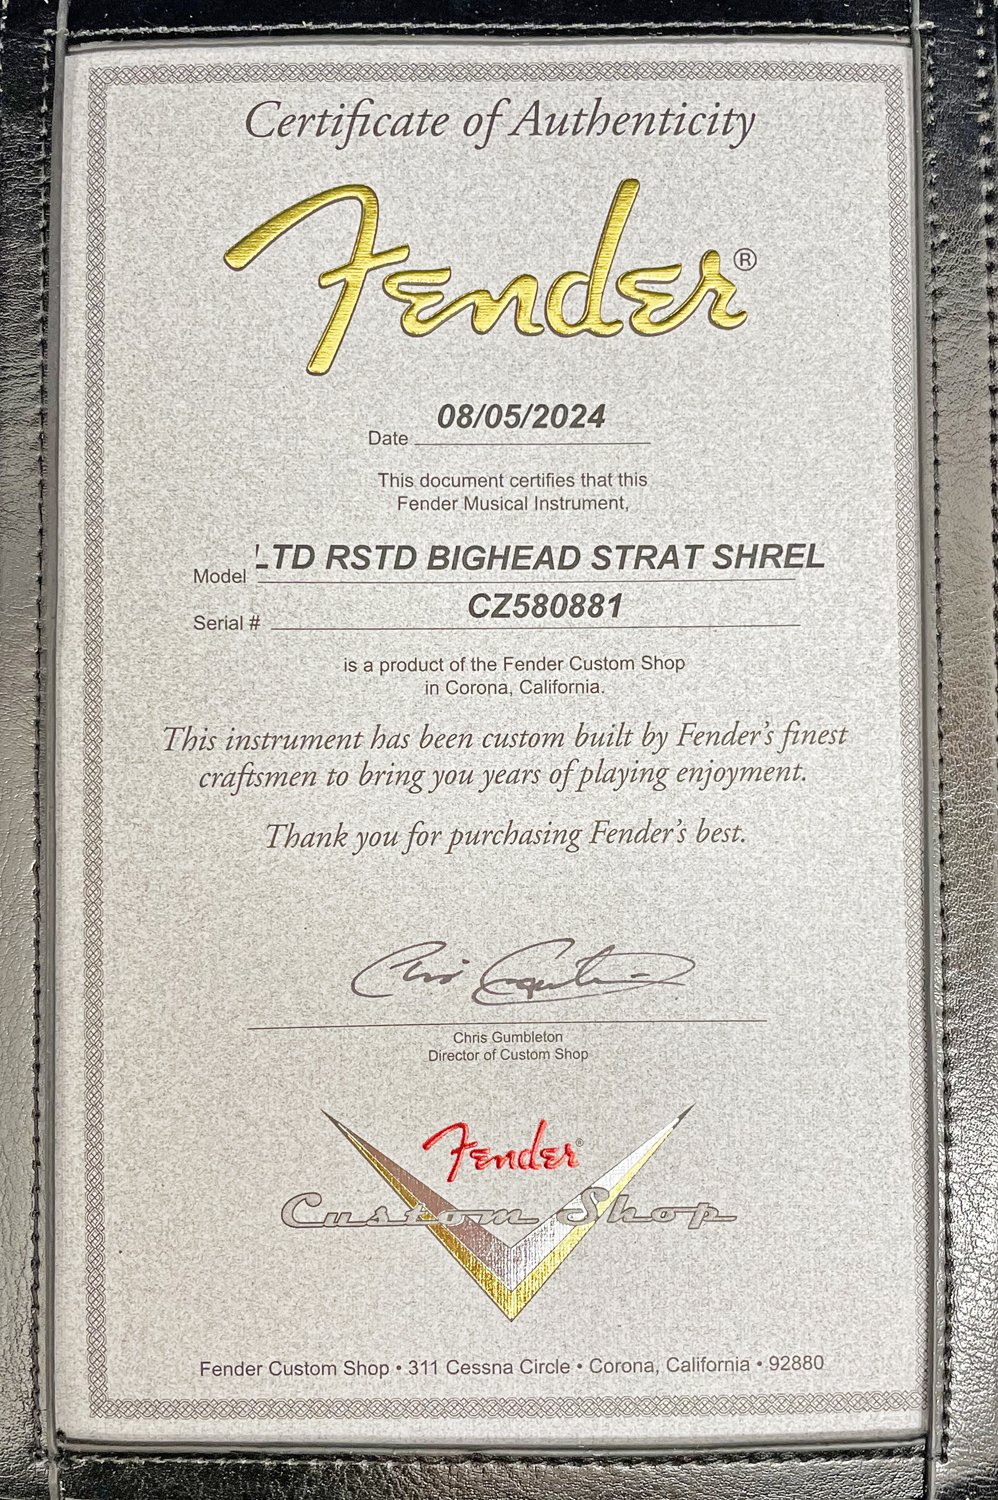 Certificate of Authenticity
Fender®
Date 08/05/2024
This document certifies that this
Fender Musical Instrument,
Model LTD RSTD BIGHEAD STRAT SHREL
Serial # CZ580881
is a product of the Fender Custom Shop
in Corona, California.
This instrument has been custom built by Fender's finest
craftsmen to bring you years of playing enjoyment.
Thank you for purchasing Fender's best.
Chris Gumbleton
Director of Custom Shop
Fender®
Custom Shop
Fender Custom Shop • 311 Cessna Circle • Corona, California • 92880